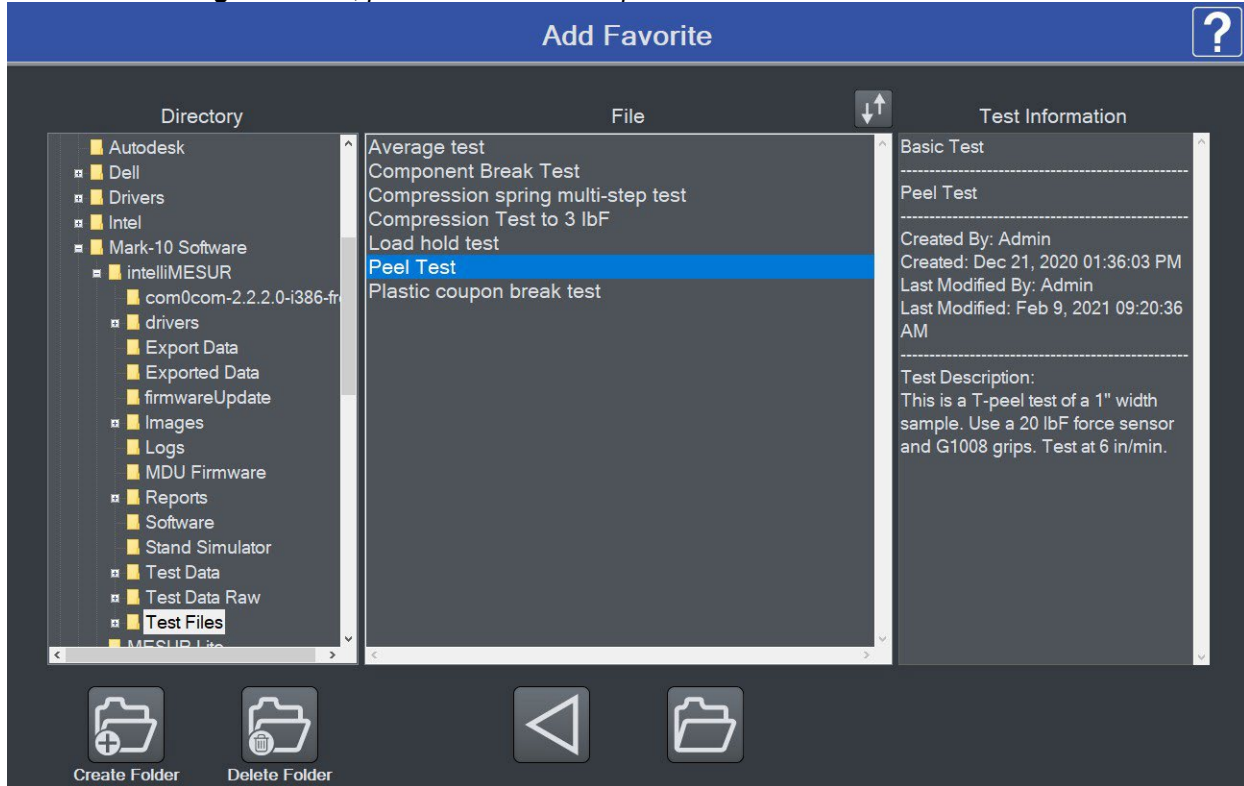 Add Favorite
?
Directory
File
Test Information
Autodesk
Dell
Drivers
Intel
Mark-10 Software
intelliMESUR
com0com-2.2.2.0-i386-fr
drivers
Export Data
Exported Data
firmwareUpdate
Images
Logs
MDU Firmware
Reports
Software
Stand Simulator
Test Data
Test Data Raw
Test Files
MESUR Lite
Average test
Component Break Test
Compression spring multi-step test
Compression Test to 3 lbF
Load hold test
Peel Test
Plastic coupon break test
Basic Test
Peel Test
Created By: Admin
Created: Dec 21, 2020 01:36:03 PM
Last Modified By: Admin
Last Modified: Feb 9, 2021 09:20:36
AM
Test Description:
This is a T-peel test of a 1" width
sample. Use a 20 lbF force sensor
and G1008 grips. Test at 6 in/min.
Create Folder
Delete Folder